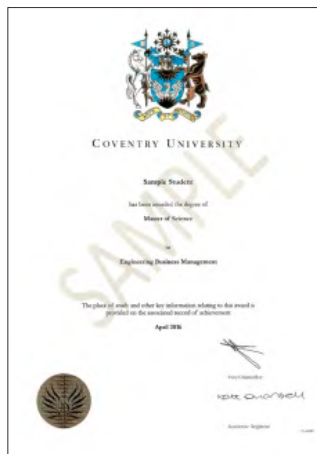 COVENTRY UNIVERSITY
Sample Student
has been awarded the degree of
Master of Science
in
Engineering Business Management
The place of study and other key information relating to this award is
provided on the associated record of achievement
April 2016
SAMPLE
Vice-Chancellor
Academic Registrar